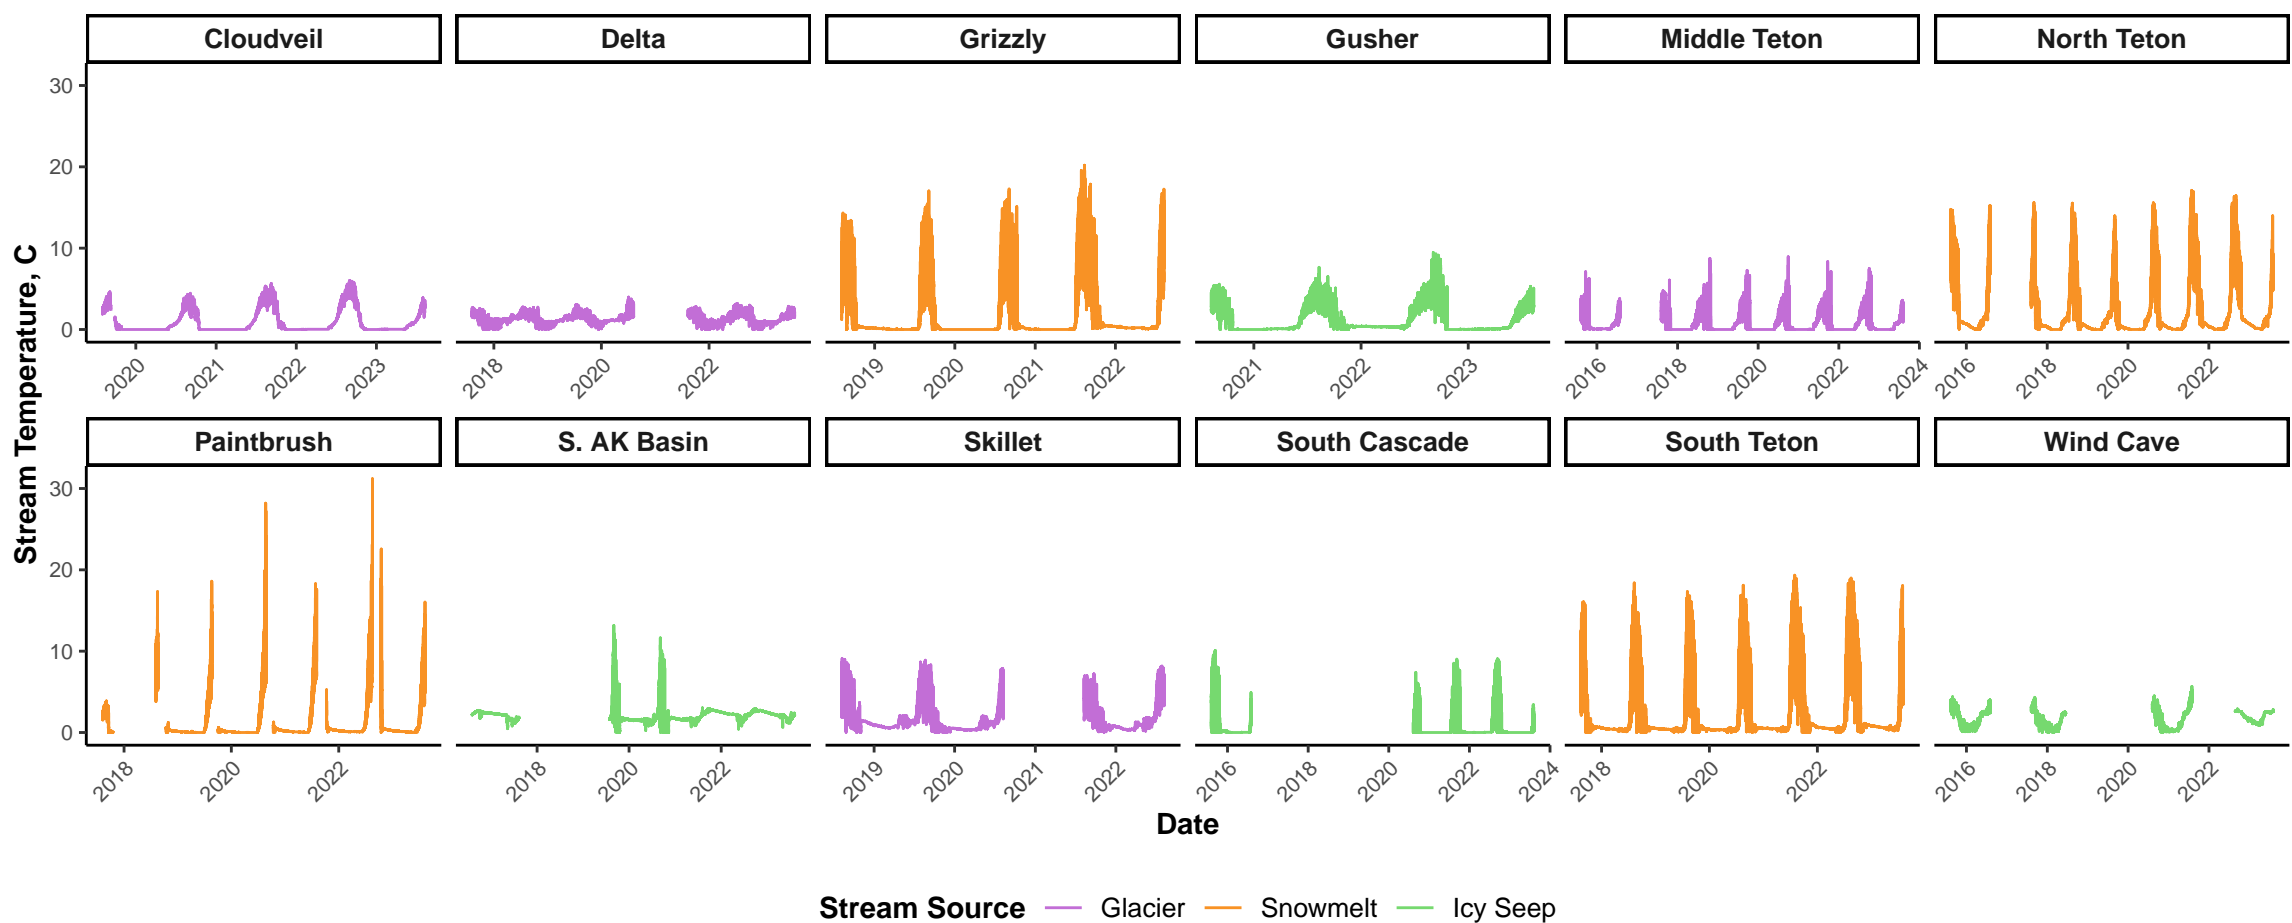 Cloudveil Delta Grizzly Gusher Middle Teton North Teton
30
20
10
0
2020 2021 2022 2023 2018 2020 2022 2019 2020 2021 2022 2021 2022 2023 2016 2018 2020 2022 2024 2016 2018 2020 2022
Stream Temperature, C
Paintbrush S. AK Basin Skillet South Cascade South Teton Wind Cave
30
20
10
0
2018 2020 2022 2018 2020 2022 2019 2020 2021 2022 2016 2018 2020 2022 2024 2018 2020 2022 2016 2018 2020 2022
Date
Stream Source Glacier Snowmelt Icy Seep